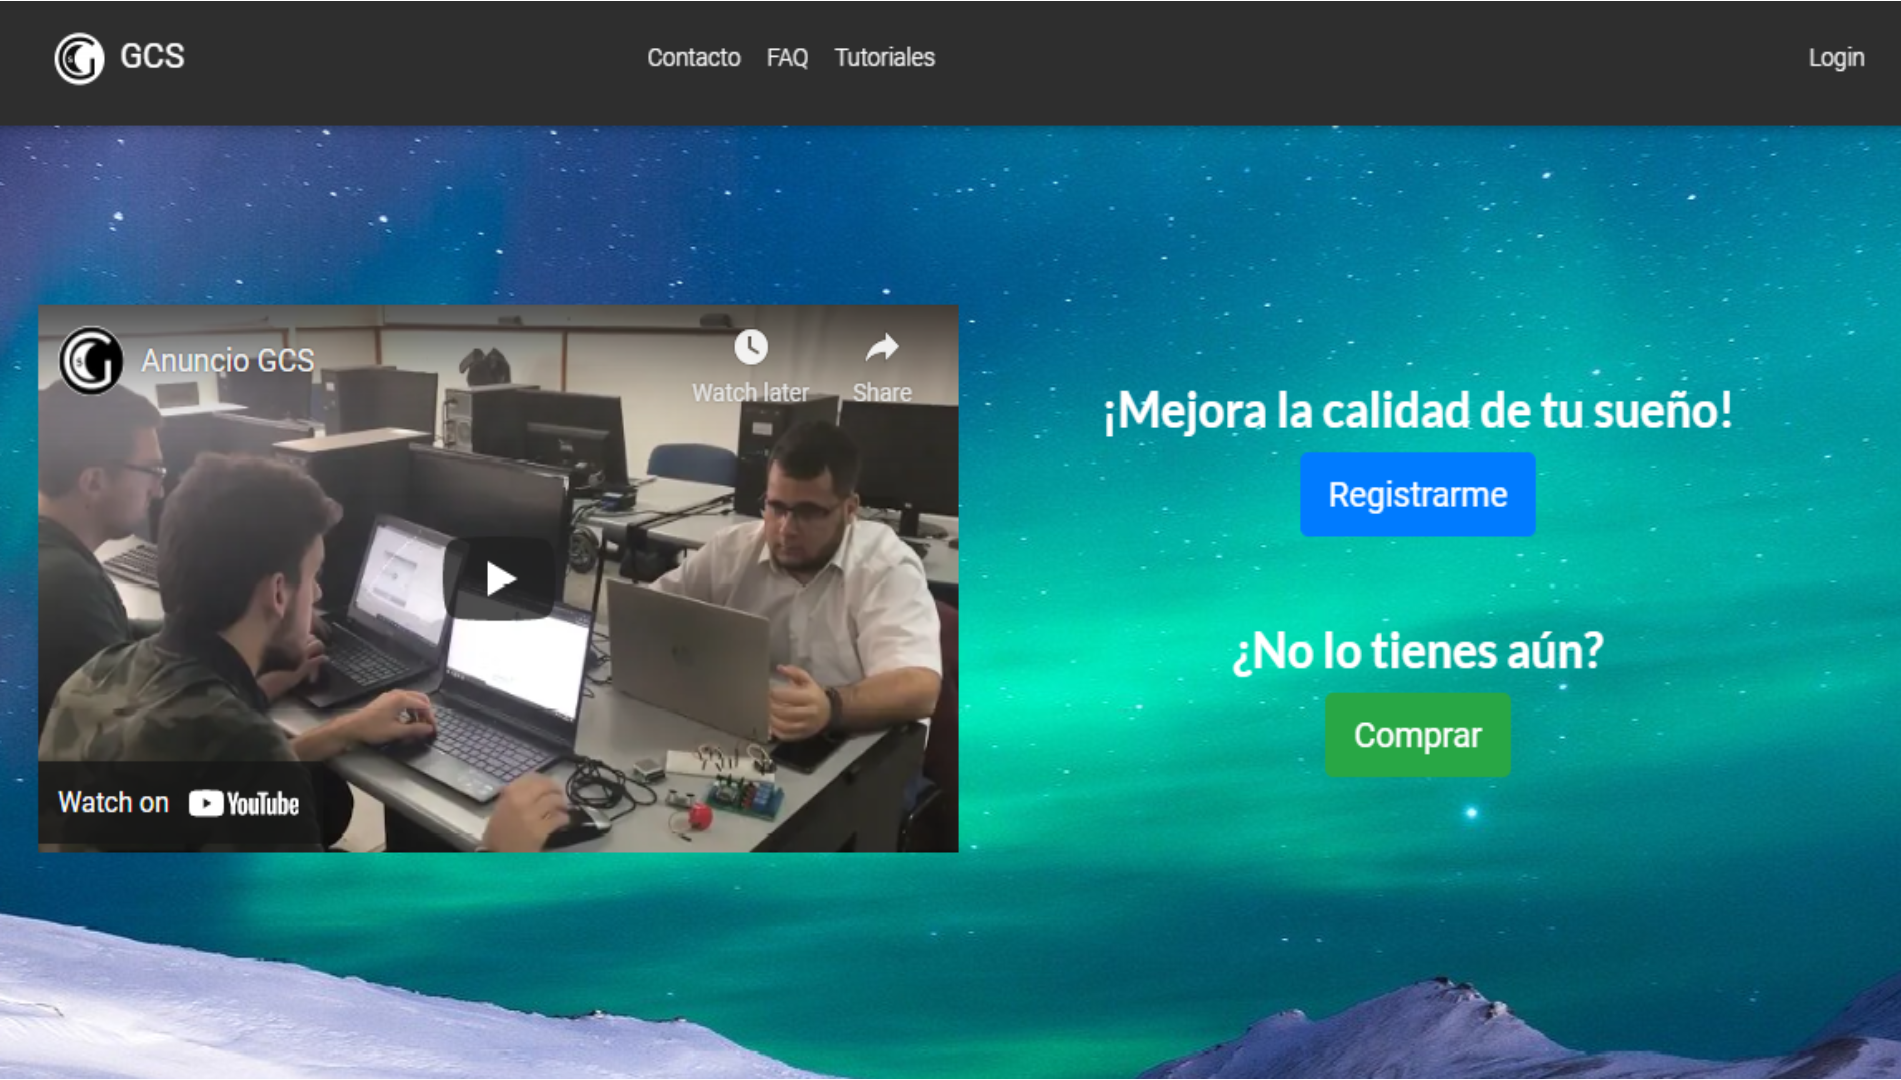 GCS
Contacto FAQ Tutoriales
Login
Anuncio GCS
Watch later
Share
Watch on YouTube
¡Mejora la calidad de tu sueño!
Registrarme
¿No lo tienes aún?
Comprar